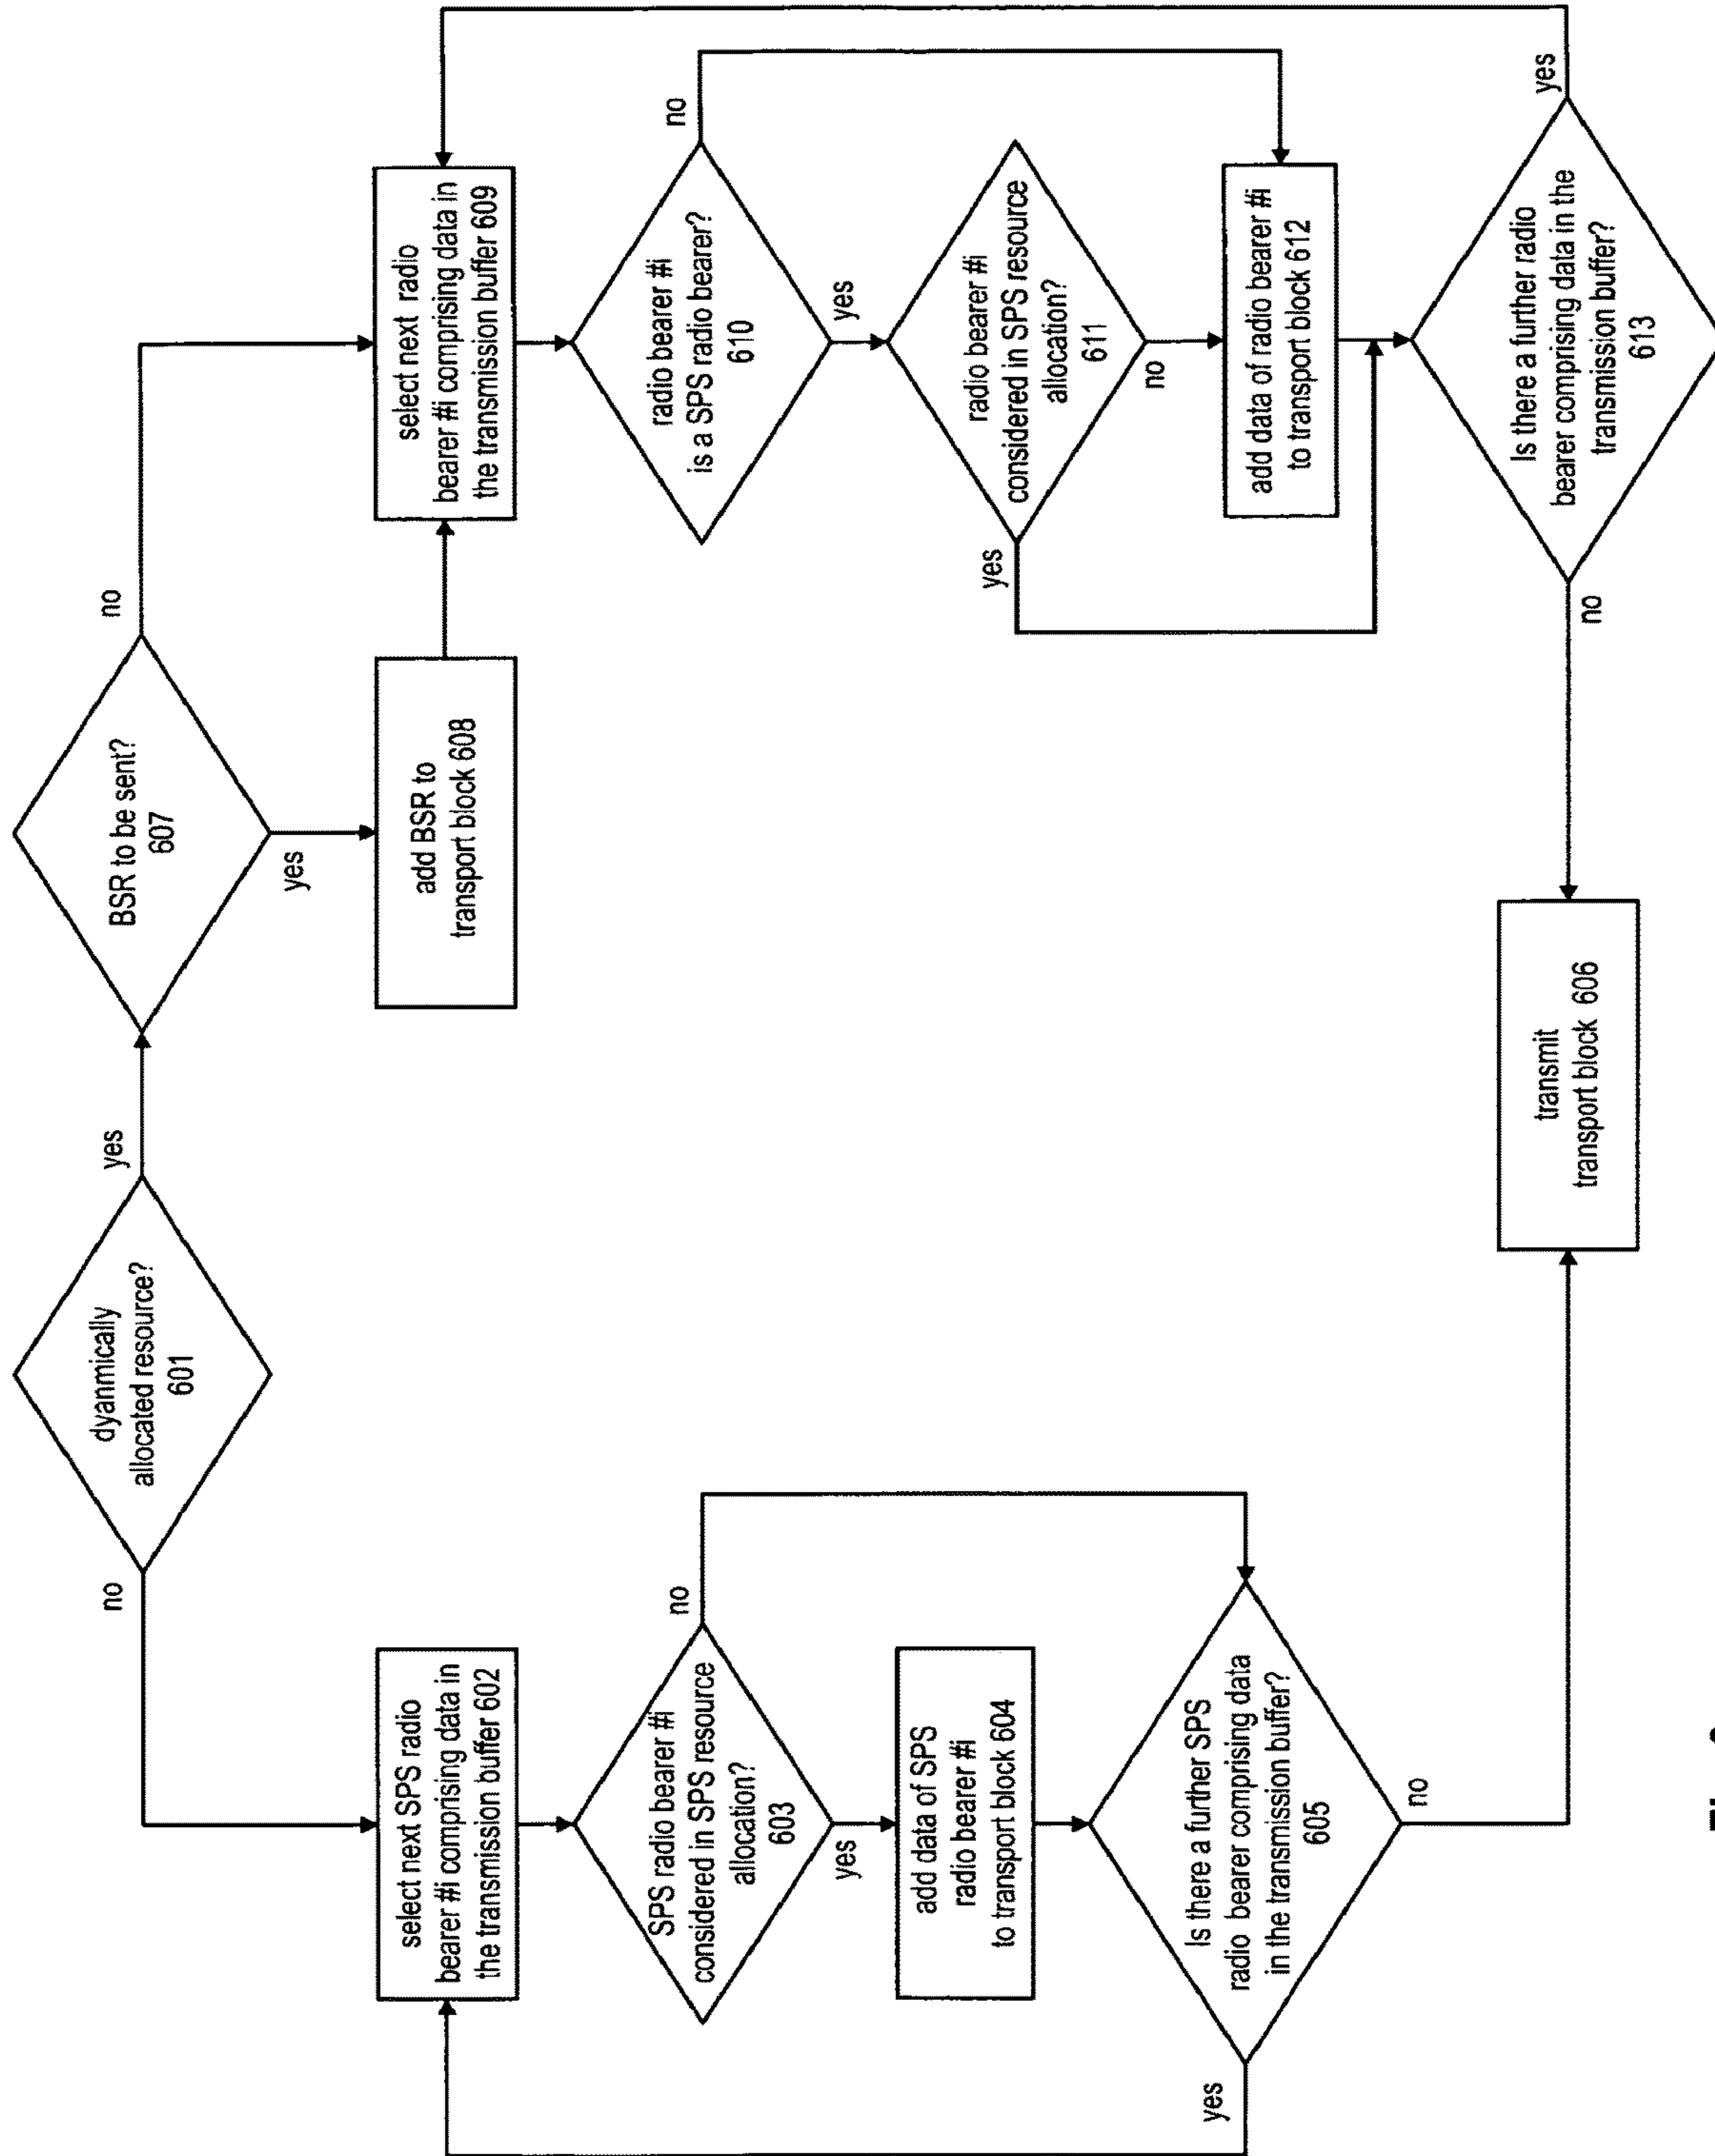 dyanmically
allocated resource?
601
no
yes
select next SPS radio
bearer #i comprising data in
the transmission buffer 602
SPS radio bearer #i
considered in SPS resource
allocation?
603
no
yes
add data of SPS
radio bearer #i
to transport block 604
Is there a further SPS
radio bearer comprising data
in the transmission buffer?
605
yes
no
BSR to be sent?
607
no
yes
add BSR to
transport block 608
select next radio
bearer #i comprising data in
the transmission buffer 609
radio bearer #i
is a SPS radio bearer?
610
no
yes
radio bearer #i
considered in SPS resource
allocation?
611
yes
no
add data of radio bearer #i
to transport block 612
Is there a further radio
bearer comprising data in the
transmission buffer?
613
yes
no
transmit
transport block 606